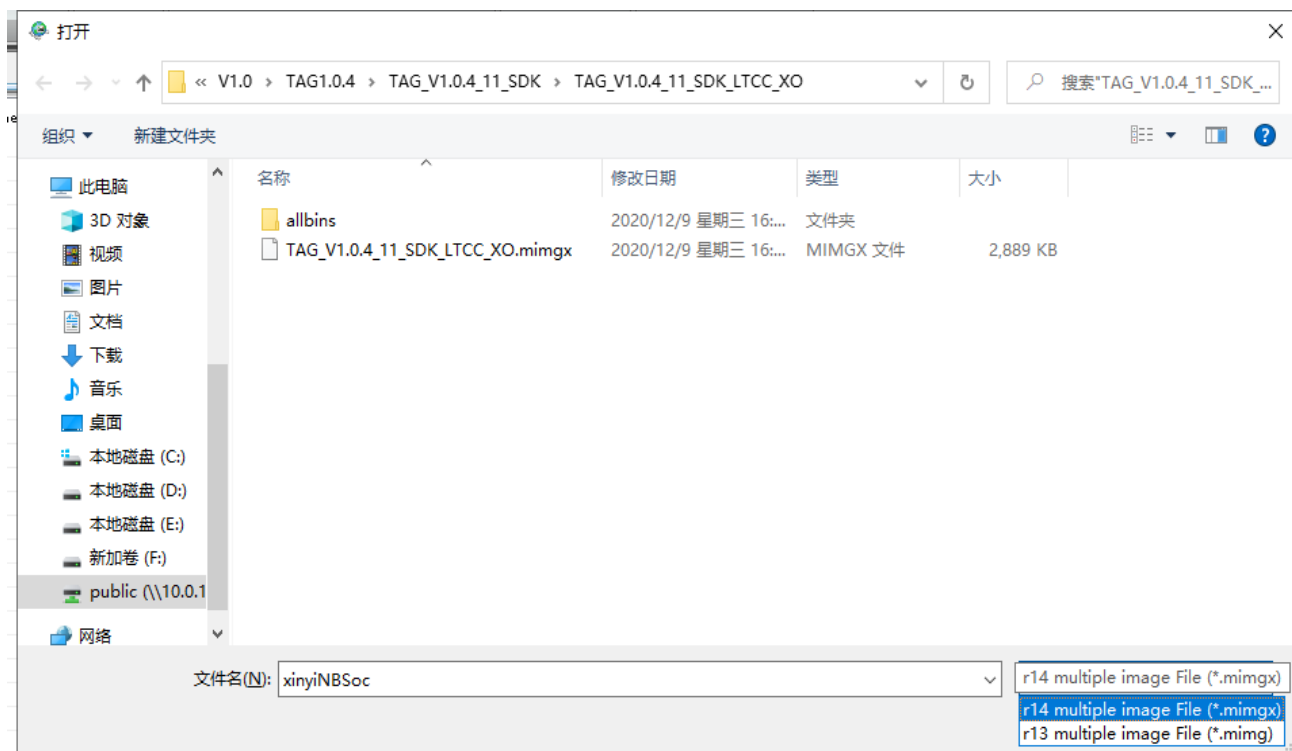 打开
« V1.0 › TAG1.0.4 › TAG_V1.0.4_11_SDK › TAG_V1.0.4_11_SDK_LTCC_XO
搜索"TAG_V1.0.4_11_SDK_...
组织 新建文件夹
名称 修改日期 类型 大小
allbins 2020/12/9 星期三 16:... 文件夹
TAG_V1.0.4_11_SDK_LTCC_XO.mimgx 2020/12/9 星期三 16:... MIMGX 文件 2,889 KB
此电脑
3D 对象
视频
图片
文档
下载
音乐
桌面
本地磁盘 (C:)
本地磁盘 (D:)
本地磁盘 (E:)
新加卷 (F:)
public (\\10.0.1
网络
文件名(N): xinyiNBSoc
r14 multiple image File (*.mimgx)
r14 multiple image File (*.mimgx)
r13 multiple image File (*.mimg)